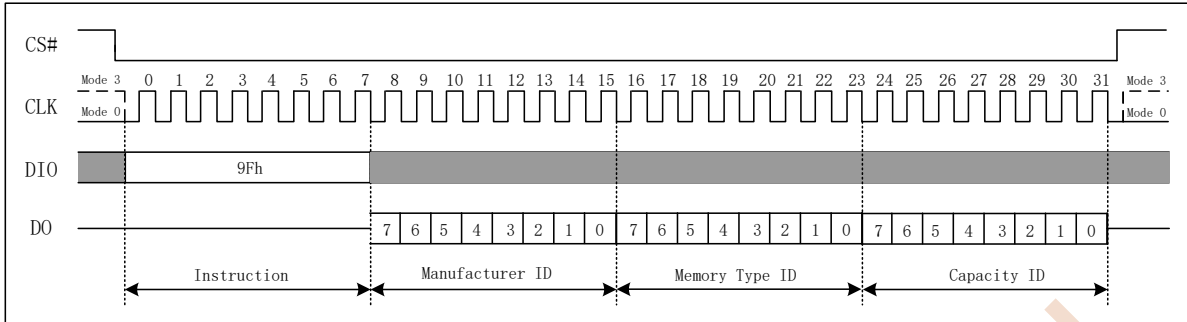 CS#
Mode 3 0 1 2 3 4 5 6 7 8 9 10 11 12 13 14 15 16 17 18 19 20 21 22 23 24 25 26 27 28 29 30 31 Mode 3
CLK
Mode 0 Mode 0
DIO 9Fh
DO 7 6 5 4 3 2 1 0 7 6 5 4 3 2 1 0 7 6 5 4 3 2 1 0
Instruction Manufacturer ID Memory Type ID Capacity ID